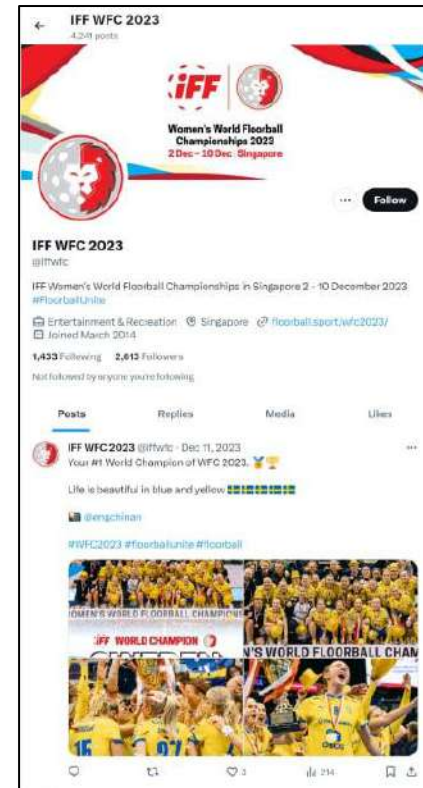 IFF WFC 2023
4,241 posts
iFF
Women's World Floorball
Championships 2023
2 Dec - 10 Dec Singapore
Follow
IFF WFC 2023
@iffwfc
IFF Women's World Floorball Championships in Singapore 2 - 10 December 2023
#FloorballUnite
Entertainment & Recreation Singapore floorball.sport/wfc2023/
Joined March 2014
1,433 Following 2,613 Followers
Not followed by anyone you're following
Posts Replies Media Likes
IFF WFC 2023 @iffwfc · Dec 11, 2023
Your #1 World Champion of WFC 2023.
Life is beautiful in blue and yellow
@engchinan
#WFC2023 #floorballunite #floorball
WOMEN'S WORLD FLOORBALL CHAMPIONS
iFF WORLD CHAMPION
SWEDEN
N'S WORLD FLOORBALL CHAM
15 97
3 214